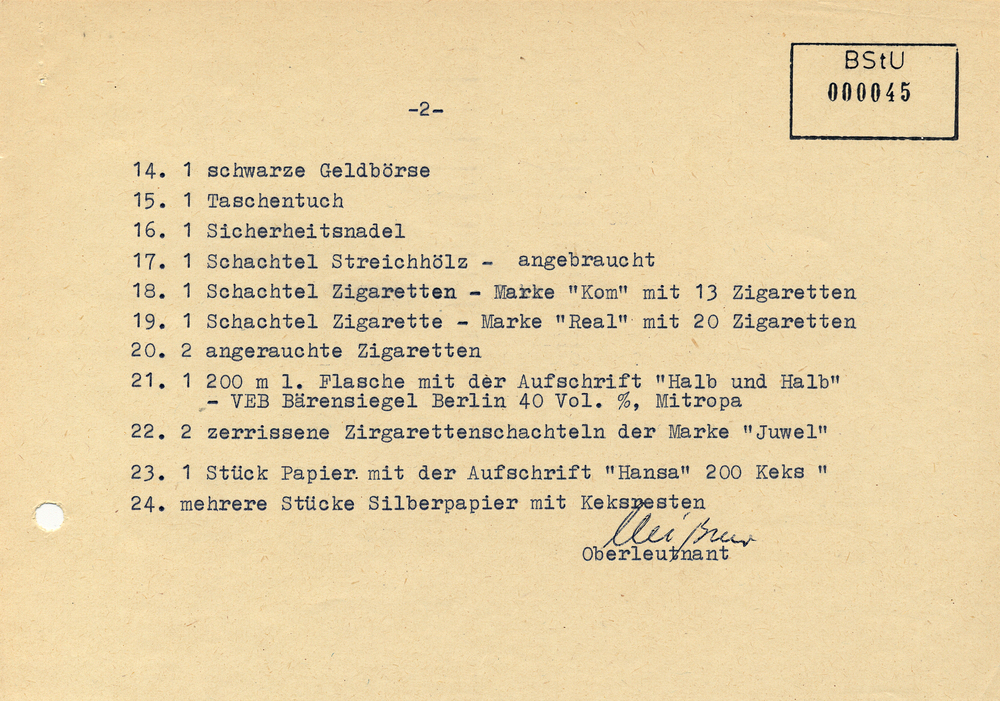 BStU
000045
-2-
14. 1 schwarze Geldbörse
15. 1 Taschentuch
16. 1 Sicherheitsnadel
17. 1 Schachtel Streichhölz - angebraucht
18. 1 Schachtel Zigaretten - Marke "Kom" mit 13 Zigaretten
19. 1 Schachtel Zigarette - Marke "Real" mit 20 Zigaretten
20. 2 angerauchte Zigaretten
21. 1 200 m l. Flasche mit der Aufschrift "Halb und Halb"
- VEB Bärensiegel Berlin 40 Vol. %, Mitropa
22. 2 zerrissene Zirgarettenschachteln der Marke "Juwel"
23. 1 Stück Papier mit der Aufschrift "Hansa" 200 Keks "
24. mehrere Stücke Silberpapier mit Keksresten
Oberleutnant